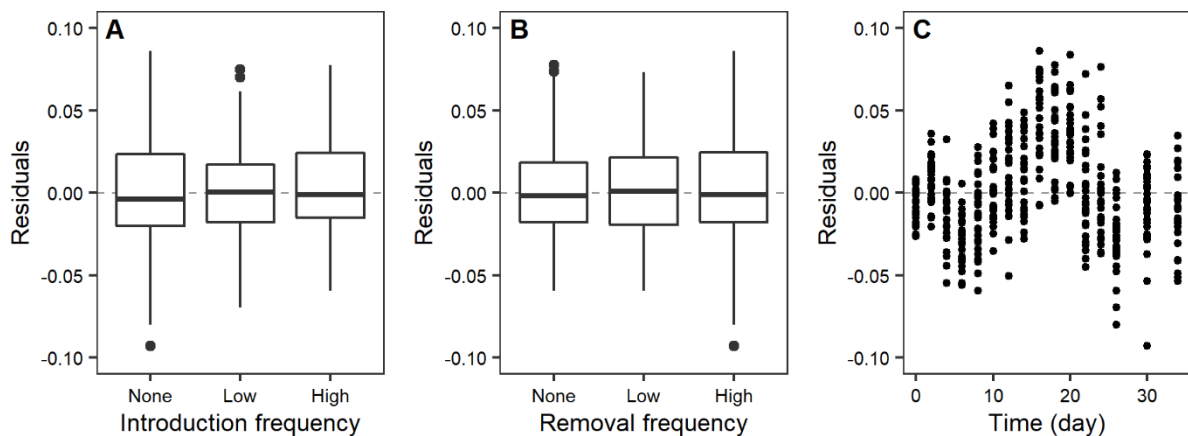 A
Residuals
0.10
0.05
0.00
-0.05
-0.10
None Low High
Introduction frequency
B
Residuals
0.10
0.05
0.00
-0.05
-0.10
None Low High
Removal frequency
C
Residuals
0.10
0.05
0.00
-0.05
-0.10
0 10 20 30
Time (day)